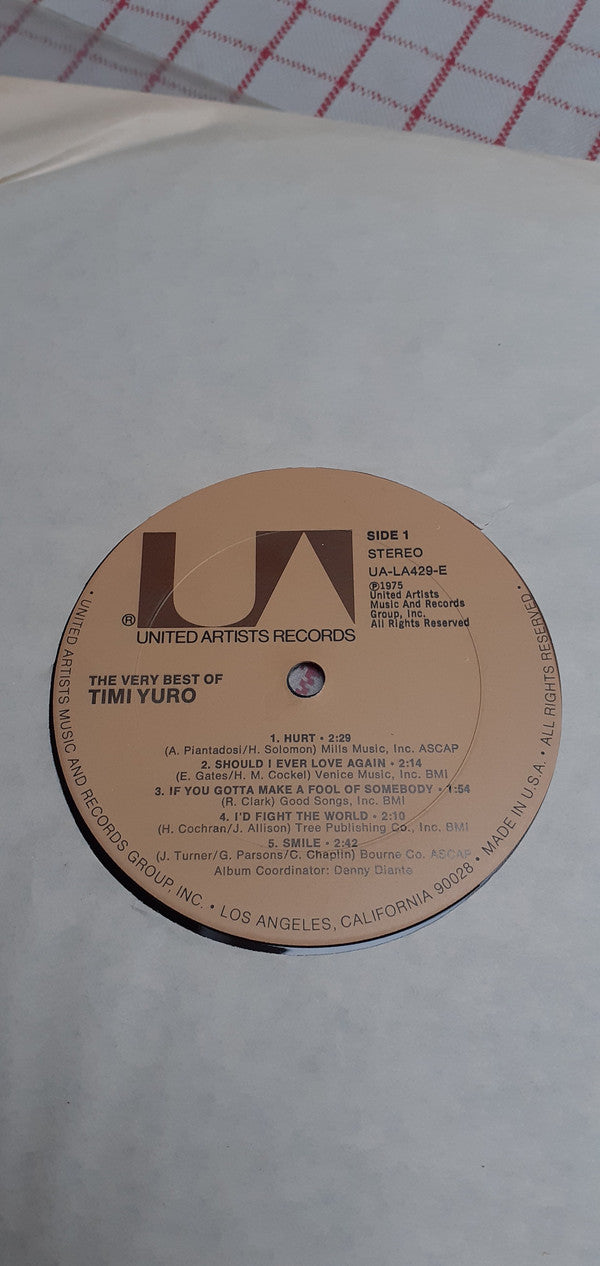 UA
®
UNITED ARTISTS RECORDS
SIDE 1
STEREO
UA-LA429-E
℗1975
United Artists
Music And Records
Group, Inc.
All Rights Reserved
THE VERY BEST OF
TIMI YURO
1. HURT • 2:29
(A. Piantadosi/H. Solomon) Mills Music, Inc. ASCAP
2. SHOULD I EVER LOVE AGAIN • 2:14
(E. Gates/H. M. Cockel) Venice Music, Inc. BMI
3. IF YOU GOTTA MAKE A FOOL OF SOMEBODY • 1:54
(R. Clark) Good Songs, Inc. BMI
4. I'D FIGHT THE WORLD • 2:10
(H. Cochran/J. Allison) Tree Publishing Co., Inc. BMI
5. SMILE • 2:42
(J. Turner/G. Parsons/C. Chaplin) Bourne Co. ASCAP
Album Coordinator: Denny Diante
• UNITED ARTISTS MUSIC AND RECORDS GROUP, INC. • LOS ANGELES, CALIFORNIA 90028 • MADE IN U.S.A. • ALL RIGHTS RESERVED •